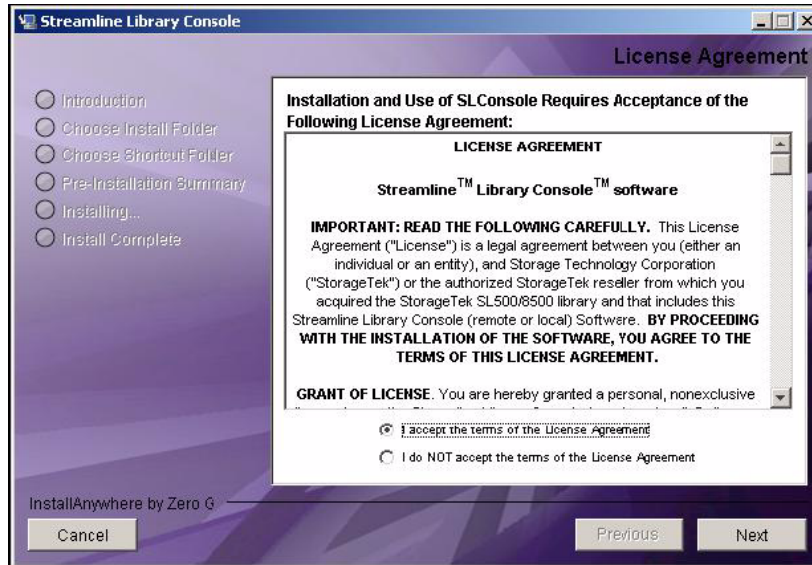 Streamline Library Console
License Agreement
Introduction
Choose Install Folder
Choose Shortcut Folder
Pre-Installation Summary
Installing...
Install Complete
Installation and Use of SLConsole Requires Acceptance of the
Following License Agreement:
LICENSE AGREEMENT
Streamline™ Library Console™ software
IMPORTANT: READ THE FOLLOWING CAREFULLY. This License
Agreement ("License") is a legal agreement between you (either an
individual or an entity), and Storage Technology Corporation
("StorageTek") or the authorized StorageTek reseller from which you
acquired the StorageTek SL500/8500 library and that includes this
Streamline Library Console (remote or local) Software. BY PROCEEDING
WITH THE INSTALLATION OF THE SOFTWARE, YOU AGREE TO THE
TERMS OF THIS LICENSE AGREEMENT.
GRANT OF LICENSE. You are hereby granted a personal, nonexclusive
I accept the terms of the License Agreement
I do NOT accept the terms of the License Agreement
InstallAnywhere by Zero G
Cancel
Previous
Next